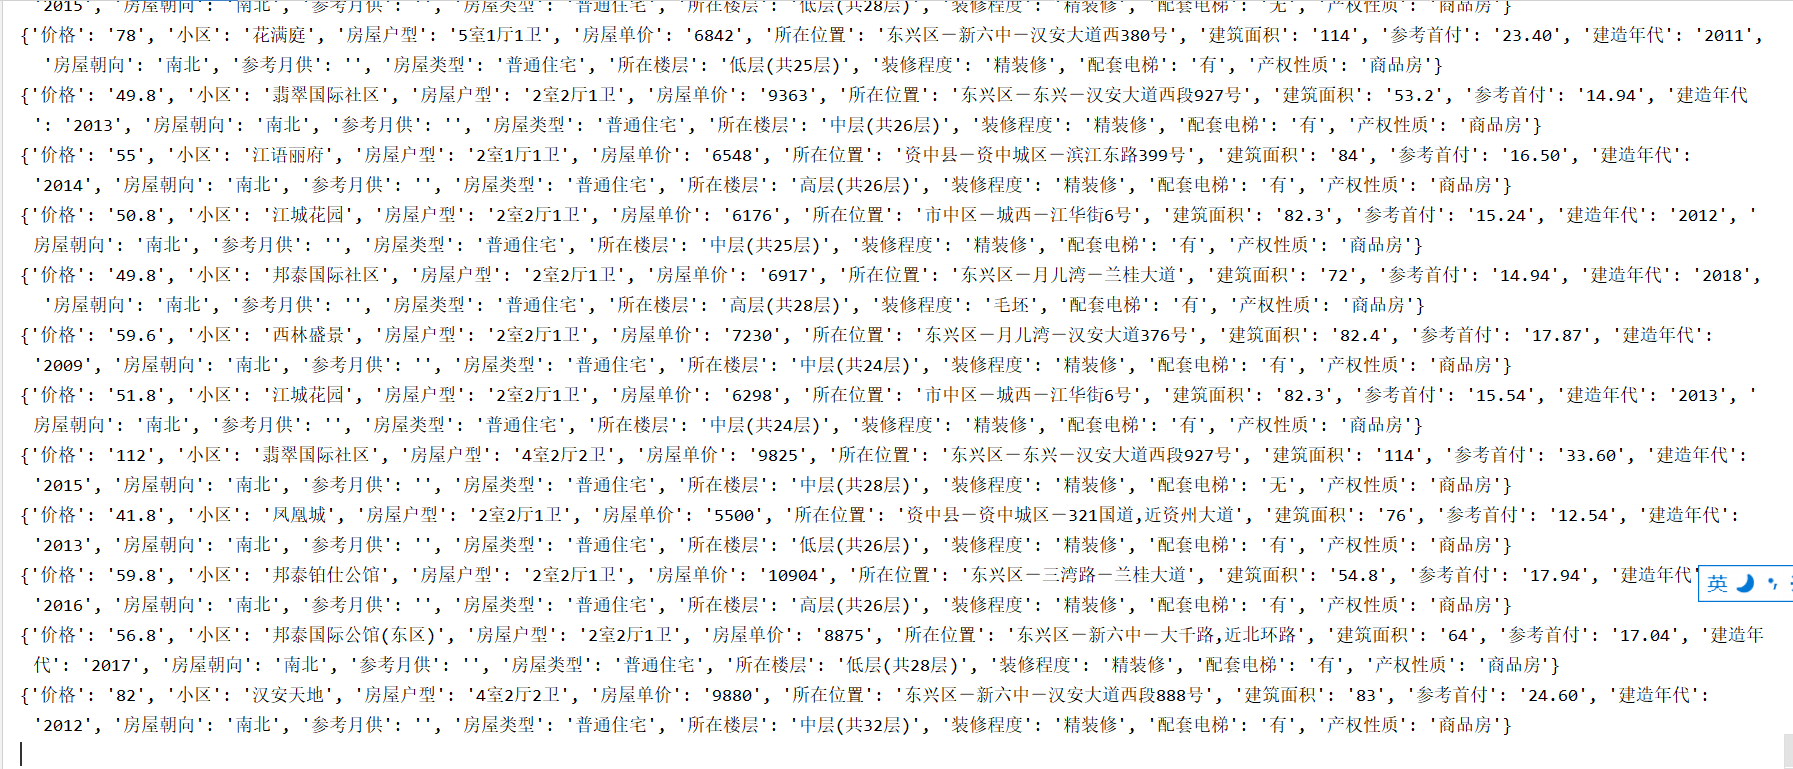 '2015', '房屋朝向': '南北', '参考月供': '', '房屋类型': '普通住宅', '所在楼层': '低层(共28层)', '装修程度': '精装修', '配套电梯': '无', '产权性质': '商品房'}
{'价格': '78', '小区': '花满庭', '房屋户型': '5室1厅1卫', '房屋单价': '6842', '所在位置': '东兴区－新六中－汉安大道西380号', '建筑面积': '114', '参考首付': '23.40', '建造年代': '2011',
'房屋朝向': '南北', '参考月供': '', '房屋类型': '普通住宅', '所在楼层': '低层(共25层)', '装修程度': '精装修', '配套电梯': '有', '产权性质': '商品房'}
{'价格': '49.8', '小区': '翡翠国际社区', '房屋户型': '2室2厅1卫', '房屋单价': '9363', '所在位置': '东兴区－东兴－汉安大道西段927号', '建筑面积': '53.2', '参考首付': '14.94', '建造年代
': '2013', '房屋朝向': '南北', '参考月供': '', '房屋类型': '普通住宅', '所在楼层': '中层(共26层)', '装修程度': '精装修', '配套电梯': '有', '产权性质': '商品房'}
{'价格': '55', '小区': '江语丽府', '房屋户型': '2室1厅1卫', '房屋单价': '6548', '所在位置': '资中县－资中城区－滨江东路399号', '建筑面积': '84', '参考首付': '16.50', '建造年代':
'2014', '房屋朝向': '南北', '参考月供': '', '房屋类型': '普通住宅', '所在楼层': '高层(共26层)', '装修程度': '精装修', '配套电梯': '有', '产权性质': '商品房'}
{'价格': '50.8', '小区': '江城花园', '房屋户型': '2室2厅1卫', '房屋单价': '6176', '所在位置': '市中区－城西－江华街6号', '建筑面积': '82.3', '参考首付': '15.24', '建造年代': '2012', '
房屋朝向': '南北', '参考月供': '', '房屋类型': '普通住宅', '所在楼层': '中层(共25层)', '装修程度': '精装修', '配套电梯': '有', '产权性质': '商品房'}
{'价格': '49.8', '小区': '邦泰国际社区', '房屋户型': '2室2厅1卫', '房屋单价': '6917', '所在位置': '东兴区－月儿湾－兰桂大道', '建筑面积': '72', '参考首付': '14.94', '建造年代': '2018',
'房屋朝向': '南北', '参考月供': '', '房屋类型': '普通住宅', '所在楼层': '高层(共28层)', '装修程度': '毛坯', '配套电梯': '有', '产权性质': '商品房'}
{'价格': '59.6', '小区': '西林盛景', '房屋户型': '2室2厅1卫', '房屋单价': '7230', '所在位置': '东兴区－月儿湾－汉安大道376号', '建筑面积': '82.4', '参考首付': '17.87', '建造年代':
'2009', '房屋朝向': '南北', '参考月供': '', '房屋类型': '普通住宅', '所在楼层': '中层(共24层)', '装修程度': '精装修', '配套电梯': '有', '产权性质': '商品房'}
{'价格': '51.8', '小区': '江城花园', '房屋户型': '2室2厅1卫', '房屋单价': '6298', '所在位置': '市中区－城西－江华街6号', '建筑面积': '82.3', '参考首付': '15.54', '建造年代': '2013', '
房屋朝向': '南北', '参考月供': '', '房屋类型': '普通住宅', '所在楼层': '中层(共24层)', '装修程度': '精装修', '配套电梯': '有', '产权性质': '商品房'}
{'价格': '112', '小区': '翡翠国际社区', '房屋户型': '4室2厅2卫', '房屋单价': '9825', '所在位置': '东兴区－东兴－汉安大道西段927号', '建筑面积': '114', '参考首付': '33.60', '建造年代':
'2015', '房屋朝向': '南北', '参考月供': '', '房屋类型': '普通住宅', '所在楼层': '中层(共28层)', '装修程度': '精装修', '配套电梯': '无', '产权性质': '商品房'}
{'价格': '41.8', '小区': '凤凰城', '房屋户型': '2室2厅1卫', '房屋单价': '5500', '所在位置': '资中县－资中城区－321国道,近资州大道', '建筑面积': '76', '参考首付': '12.54', '建造年代':
'2013', '房屋朝向': '南北', '参考月供': '', '房屋类型': '普通住宅', '所在楼层': '低层(共26层)', '装修程度': '精装修', '配套电梯': '有', '产权性质': '商品房'}
{'价格': '59.8', '小区': '邦泰铂仕公馆', '房屋户型': '2室2厅1卫', '房屋单价': '10904', '所在位置': '东兴区－三湾路－兰桂大道', '建筑面积': '54.8', '参考首付': '17.94', '建造年代'
'2016', '房屋朝向': '南北', '参考月供': '', '房屋类型': '普通住宅', '所在楼层': '高层(共26层)', '装修程度': '精装修', '配套电梯': '有', '产权性质': '商品房'}
{'价格': '56.8', '小区': '邦泰国际公馆(东区)', '房屋户型': '2室2厅1卫', '房屋单价': '8875', '所在位置': '东兴区－新六中－大千路,近北环路', '建筑面积': '64', '参考首付': '17.04', '建造年
代': '2017', '房屋朝向': '南北', '参考月供': '', '房屋类型': '普通住宅', '所在楼层': '低层(共28层)', '装修程度': '精装修', '配套电梯': '有', '产权性质': '商品房'}
{'价格': '82', '小区': '汉安天地', '房屋户型': '4室2厅2卫', '房屋单价': '9880', '所在位置': '东兴区－新六中－汉安大道西段888号', '建筑面积': '83', '参考首付': '24.60', '建造年代':
'2012', '房屋朝向': '南北', '参考月供': '', '房屋类型': '普通住宅', '所在楼层': '中层(共32层)', '装修程度': '精装修', '配套电梯': '有', '产权性质': '商品房'}
英